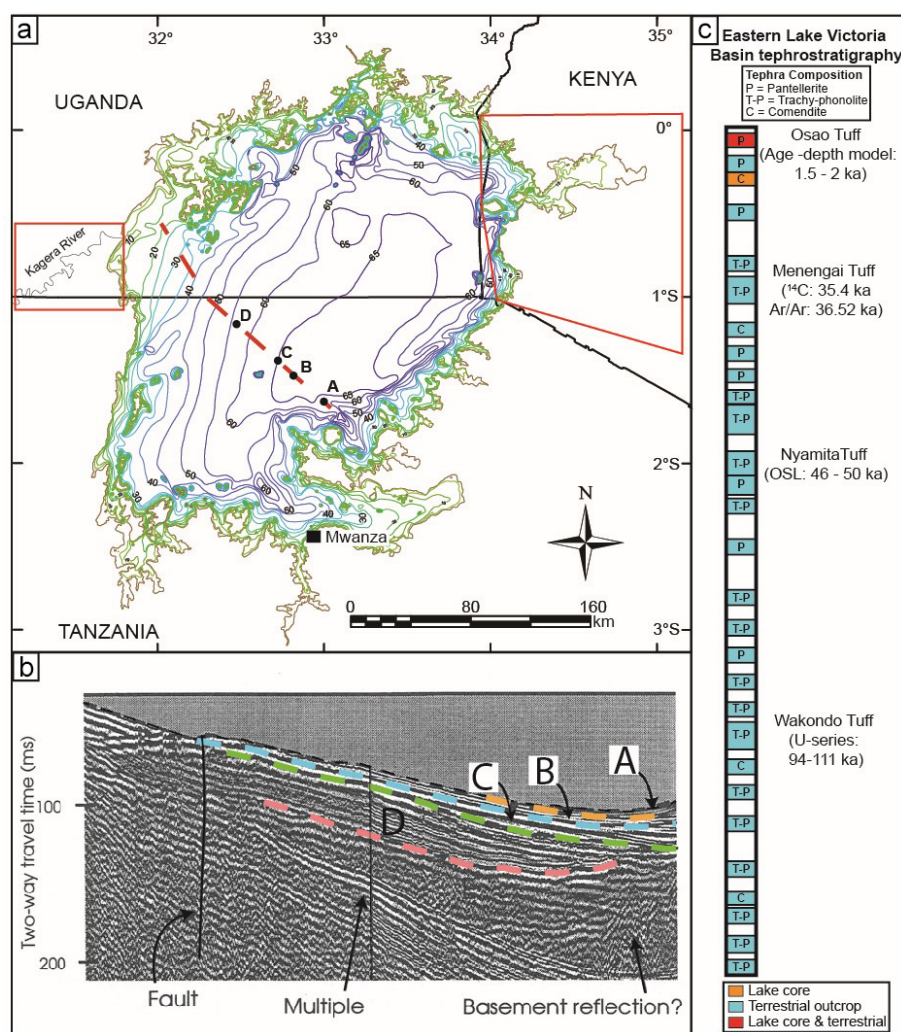 a
32°
33°
34°
35°
UGANDA
KENYA
0°
1°S
2°S
3°S
Kagera River
10
20
30
40
50
60
65
D
C
B
A
N
Mwanza
0 80 160
km
TANZANIA
b
Two-way travel time (ms)
100
200
A
B
C
D
Fault
Multiple
Basement reflection?
c
Eastern Lake Victoria
Basin tephrostratigraphy
Tephra Composition
P = Pantellerite
T-P = Trachy-phonolite
C = Comendite
P
P
C
P
T-P
T-P
C
P
P
T-P
T-P
T-P
P
T-P
P
T-P
T-P
P
T-P
T-P
T-P
C
T-P
T-P
T-P
C
T-P
T-P
T-P
Osao Tuff
(Age -depth model:
1.5 - 2 ka)
Menengai Tuff
(¹⁴C: 35.4 ka
Ar/Ar: 36.52 ka)
NyamitaTuff
(OSL: 46 - 50 ka)
Wakondo Tuff
(U-series:
94-111 ka)
Lake core
Terrestrial outcrop
Lake core & terrestrial